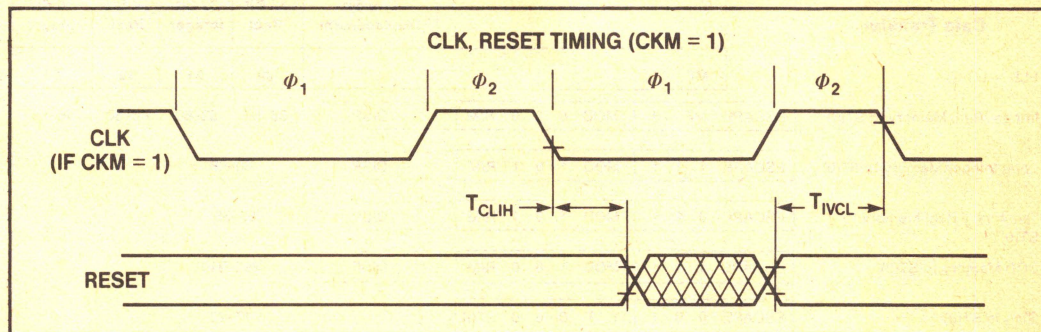 CLK, RESET TIMING (CKM = 1)
Φ1 Φ2 Φ1 Φ2
CLK
(IF CKM = 1)
TCLIH TIVCL
RESET